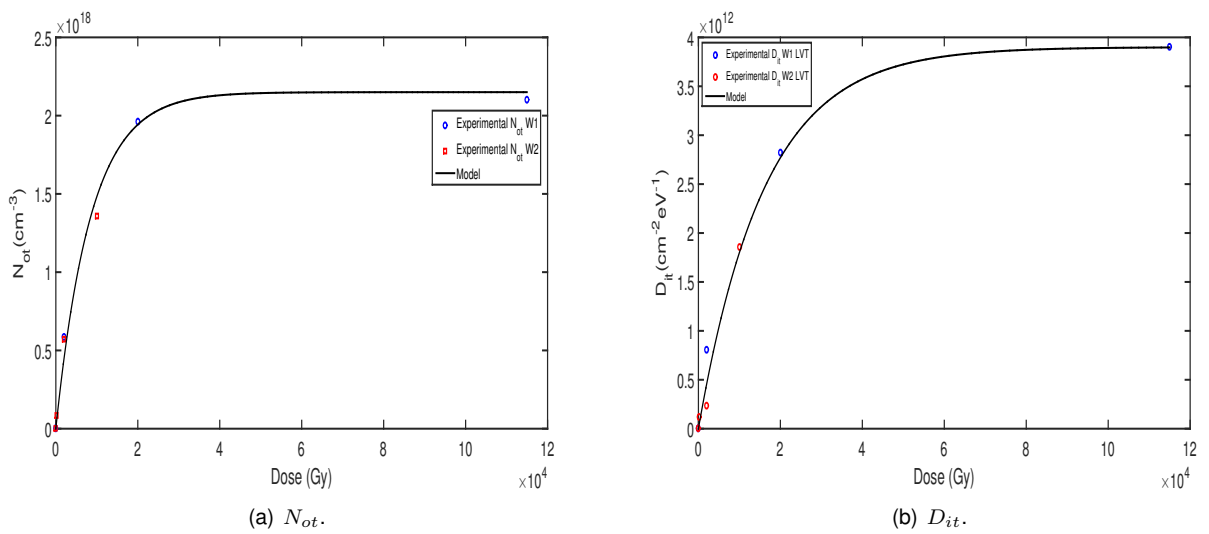 ×10^18
2.5
2
1.5
1
0.5
0
N_ot (cm^-3)
Experimental N_ot W1
Experimental N_ot W2
Model
0 2 4 6 8 10 12
Dose (Gy) ×10^4
(a) N_ot.
×10^12
4
3.5
3
2.5
2
1.5
1
0.5
0
D_it (cm^-2 eV^-1)
Experimental D_it W1 LVT
Experimental D_it W2 LVT
Model
0 2 4 6 8 10 12
Dose (Gy) ×10^4
(b) D_it.